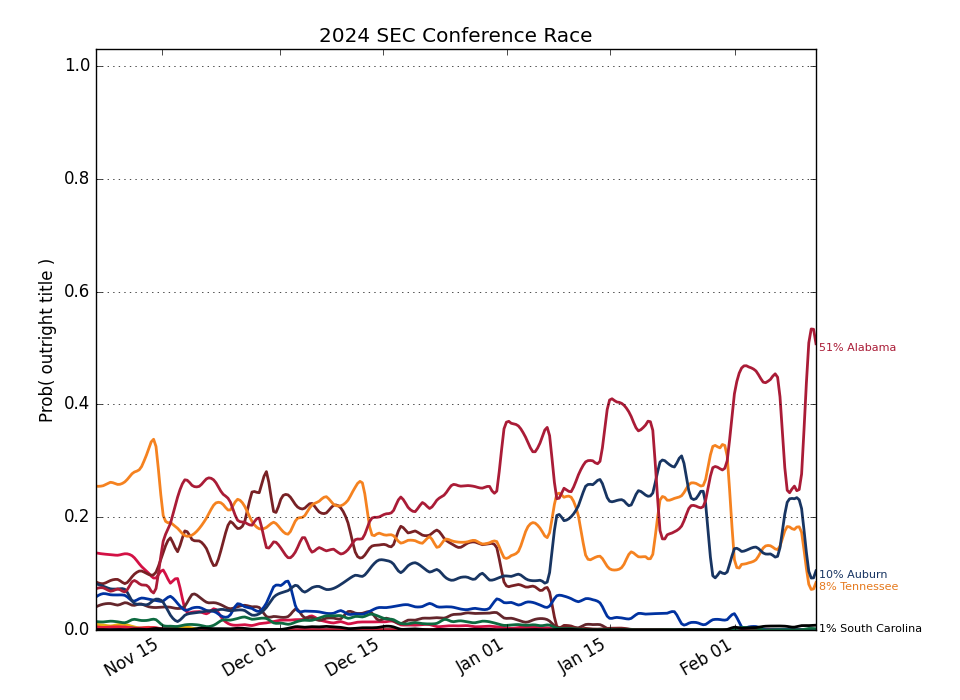 2024 SEC Conference Race
1.0
0.8
0.6
0.4
0.2
0.0
Prob( outright title )
51% Alabama
10% Auburn
8% Tennessee
1% South Carolina
Nov 15
Dec 01
Dec 15
Jan 01
Jan 15
Feb 01